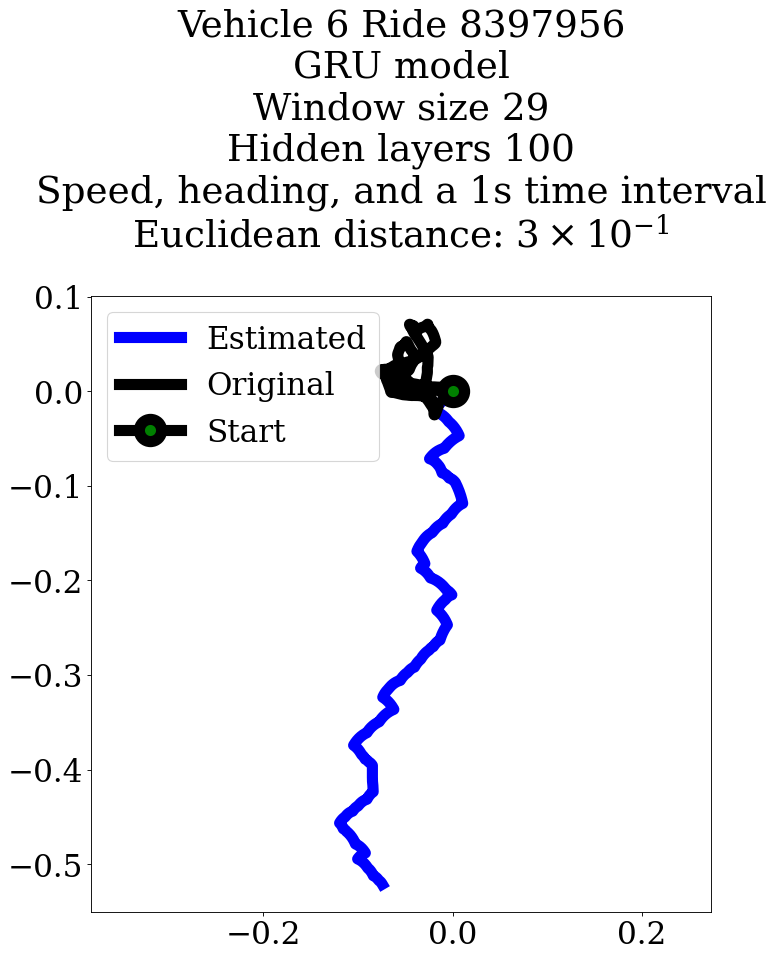 Vehicle 6 Ride 8397956
GRU model
Window size 29
Hidden layers 100
Speed, heading, and a 1s time interval
Euclidean distance: 3 × 10⁻¹
0.1
0.0
−0.1
−0.2
−0.3
−0.4
−0.5
Estimated
Original
Start
−0.2 0.0 0.2